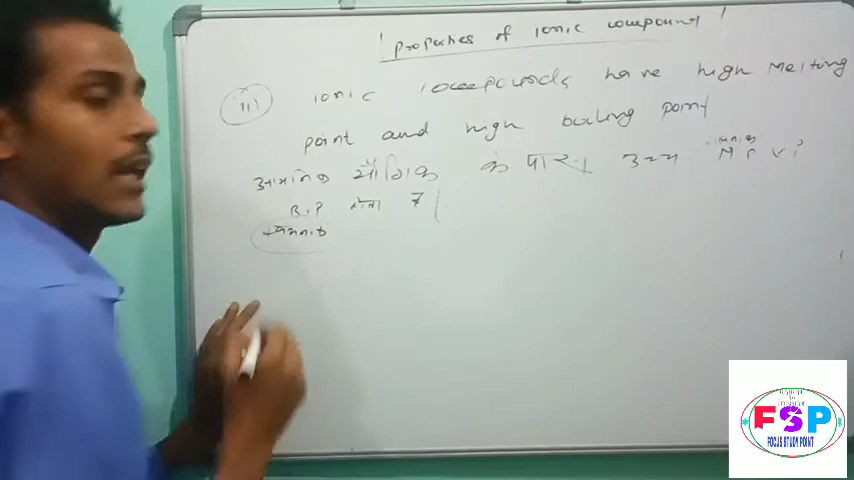 Properties of ionic compound
(iii) ionic compounds have high Melting
point and high boiling point
आयनिक यौगिक के पास उच्च M P
B.P होता है।
FSP
FOCUS STUDY POINT